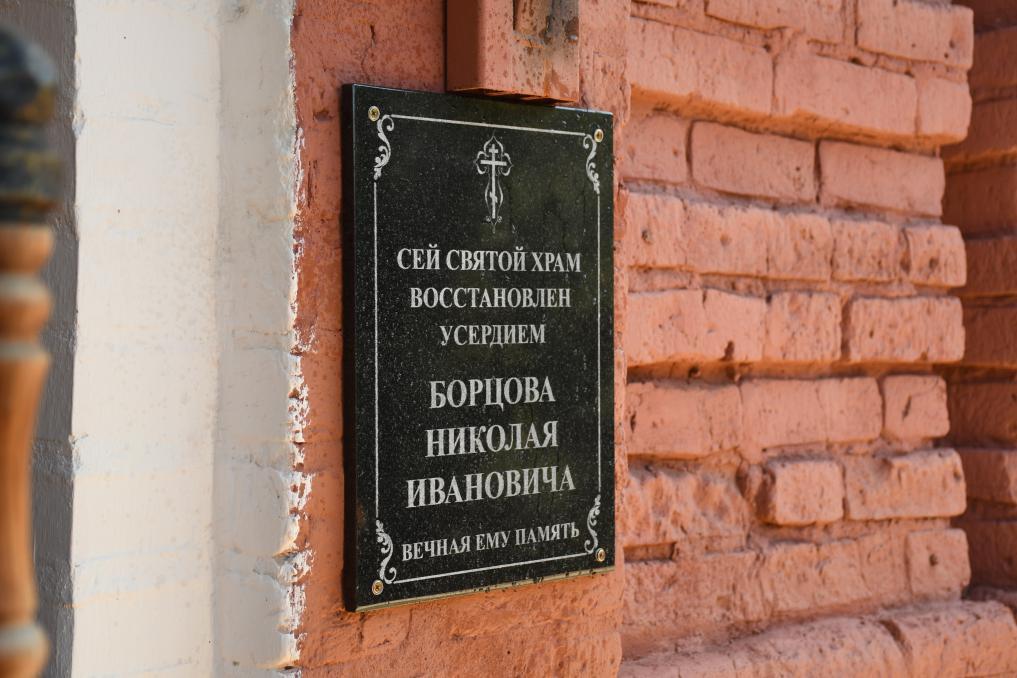 СЕЙ СВЯТОЙ ХРАМ
ВОССТАНОВЛЕН
УСЕРДИЕМ
БОРЦОВА
НИКОЛАЯ
ИВАНОВИЧА
ВЕЧНАЯ ЕМУ ПАМЯТЬ